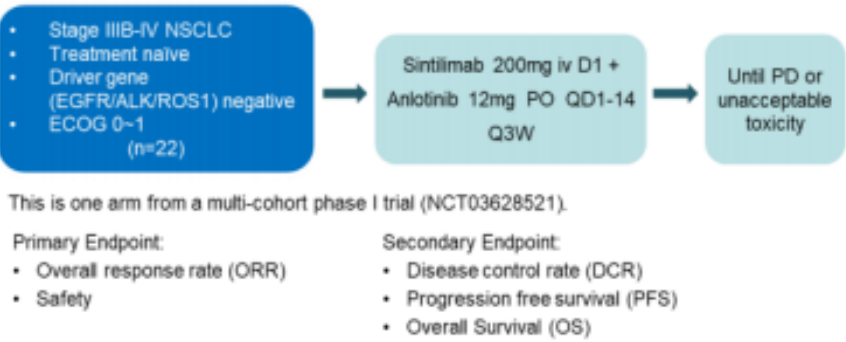 • Stage IIIB-IV NSCLC
• Treatment naïve
• Driver gene
(EGFR/ALK/ROS1) negative
• ECOG 0~1
(n=22)
Sintilimab 200mg iv D1 +
Anlotinib 12mg PO QD1-14
Q3W
Until PD or
unacceptable
toxicity
This is one arm from a multi-cohort phase I trial (NCT03628521).
Primary Endpoint:
• Overall response rate (ORR)
• Safety
Secondary Endpoint:
• Disease control rate (DCR)
• Progression free survival (PFS)
• Overall Survival (OS)